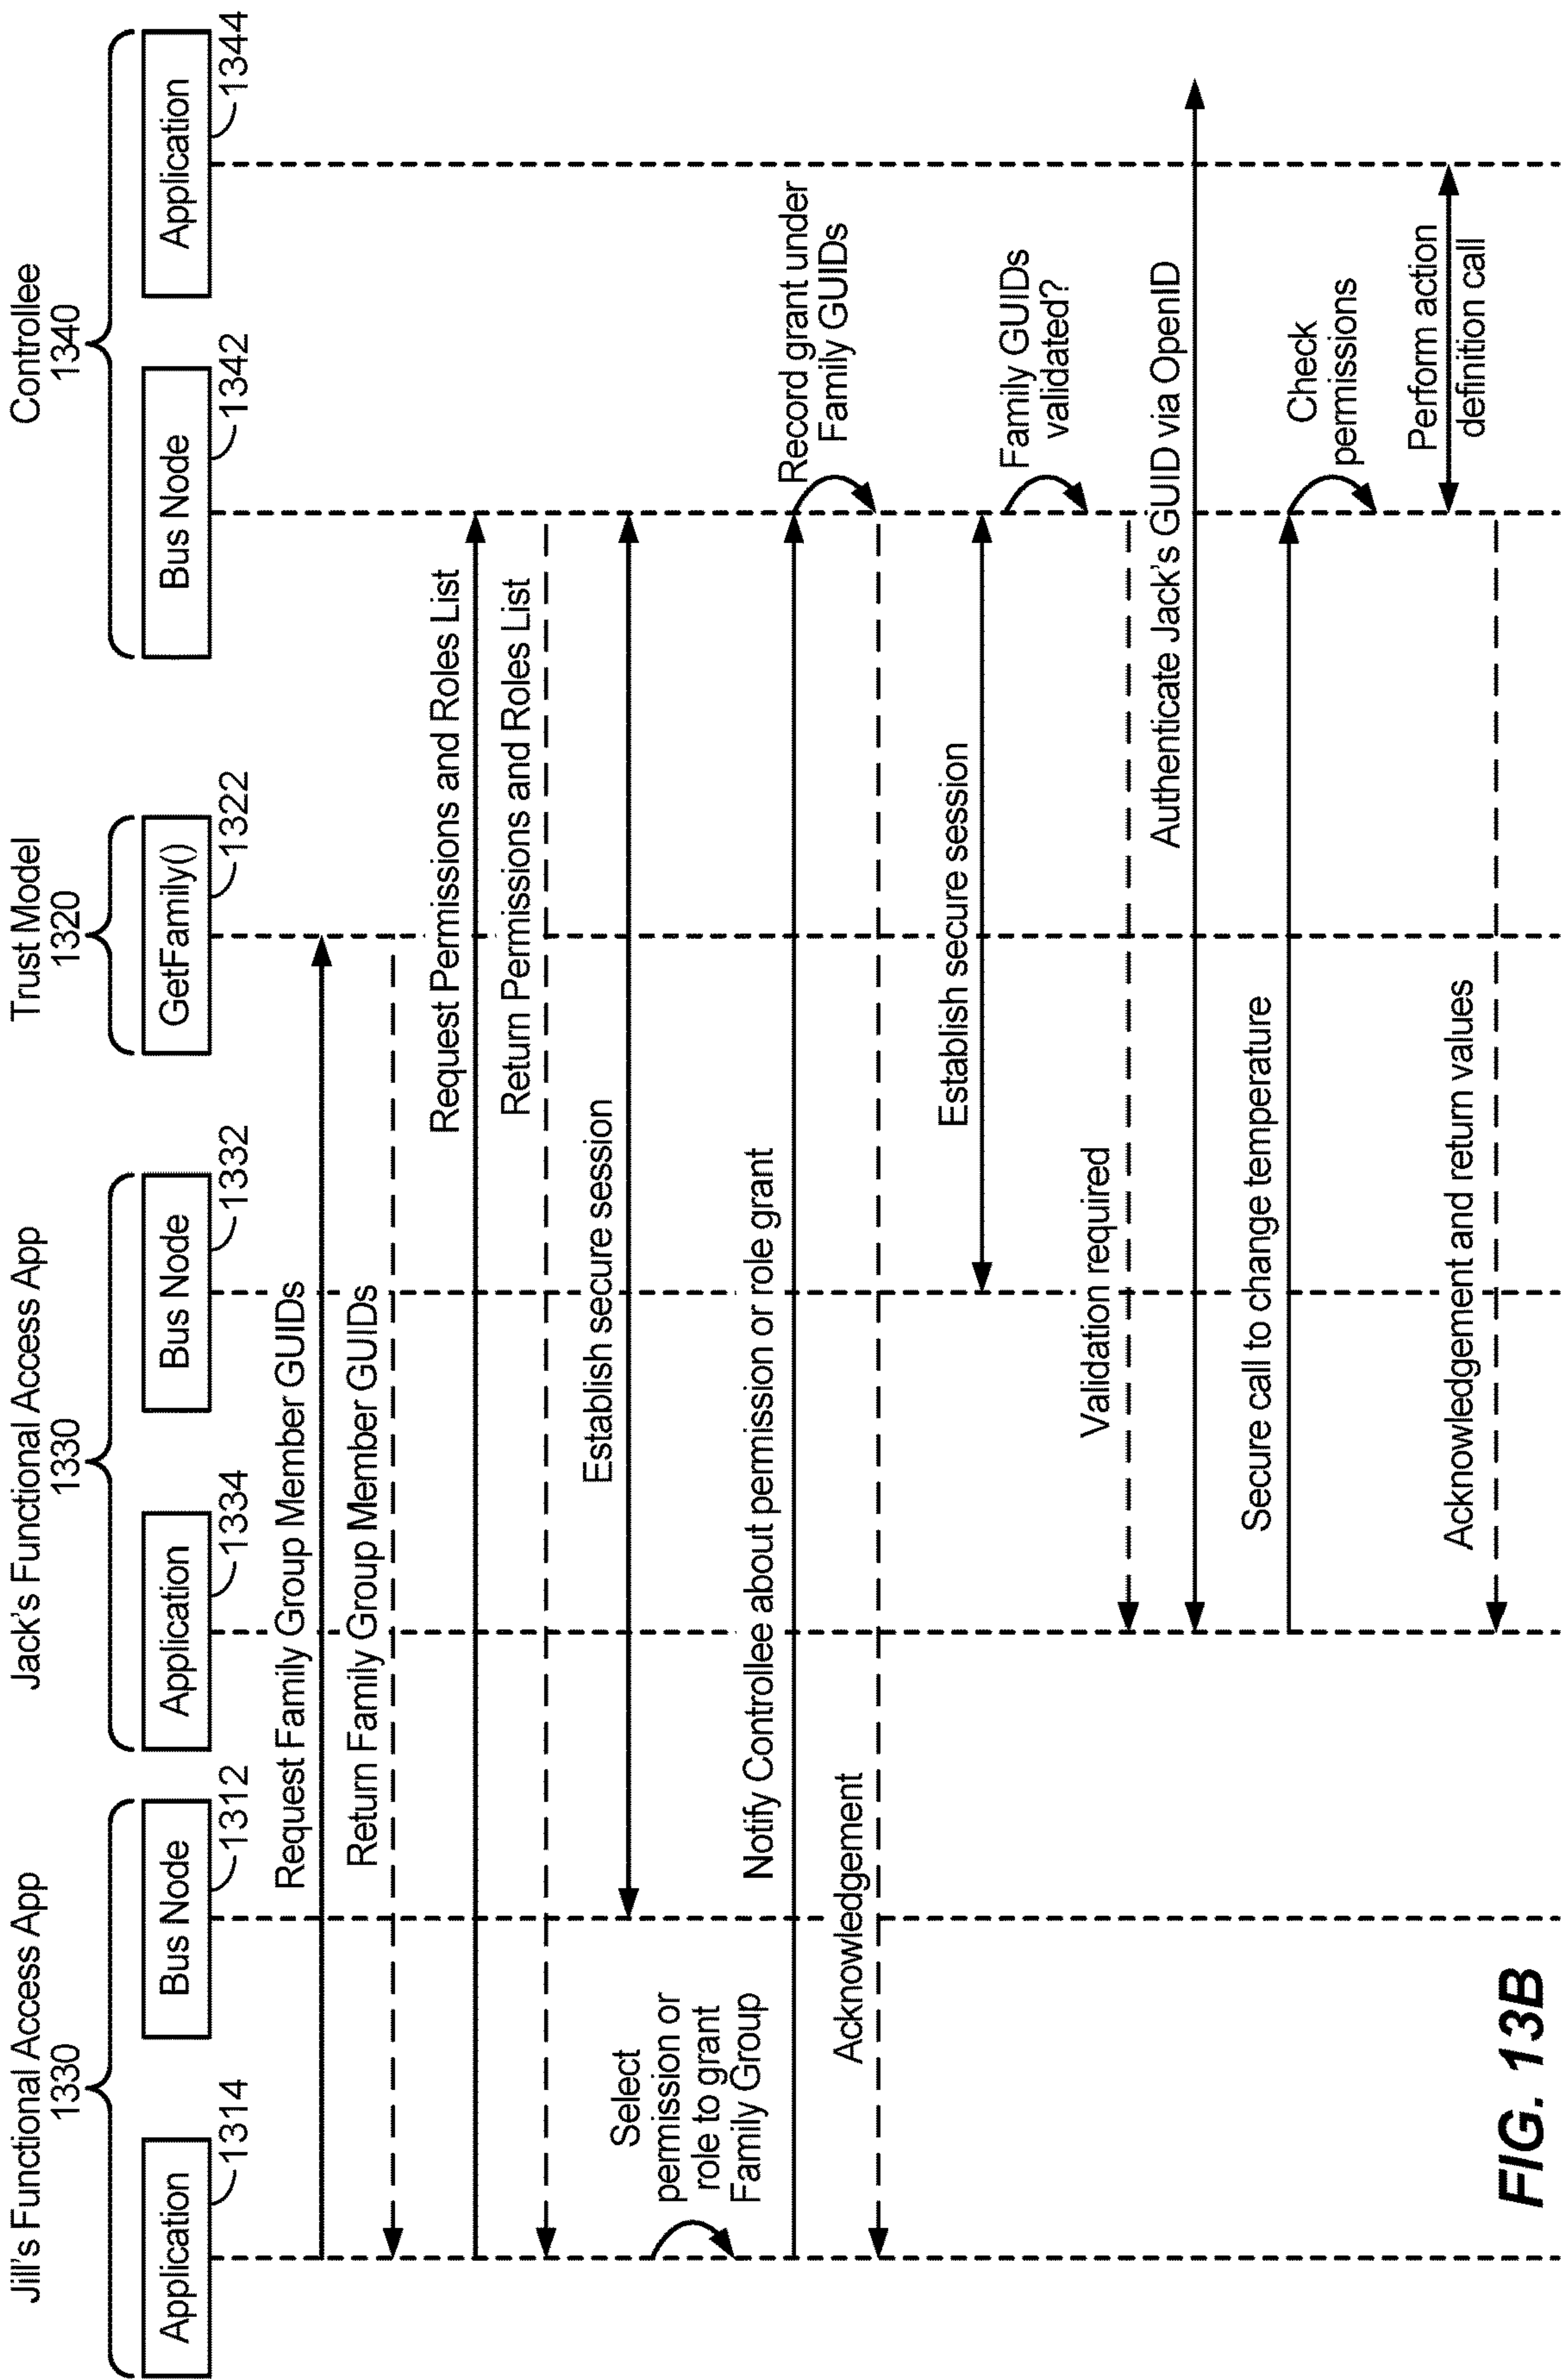 Jill's Functional Access App
1330
Jack's Functional Access App
1330
Trust Model
1320
Controllee
1340
Application
1314
Bus Node
1312
Application
1334
Bus Node
1332
GetFamily()
1322
Bus Node
1342
Application
1344
Request Family Group Member GUIDs
Return Family Group Member GUIDs
Request Permissions and Roles List
Return Permissions and Roles List
Establish secure session
Select
permission or
role to grant
Family Group
Notify Controllee about permission or role grant
Record grant under
Family GUIDs
Acknowledgement
Establish secure session
Family GUIDs
validated?
Validation required
Authenticate Jack's GUID via OpenID
Secure call to change temperature
Check
permissions
Perform action
definition call
Acknowledgement and return values
FIG. 13B